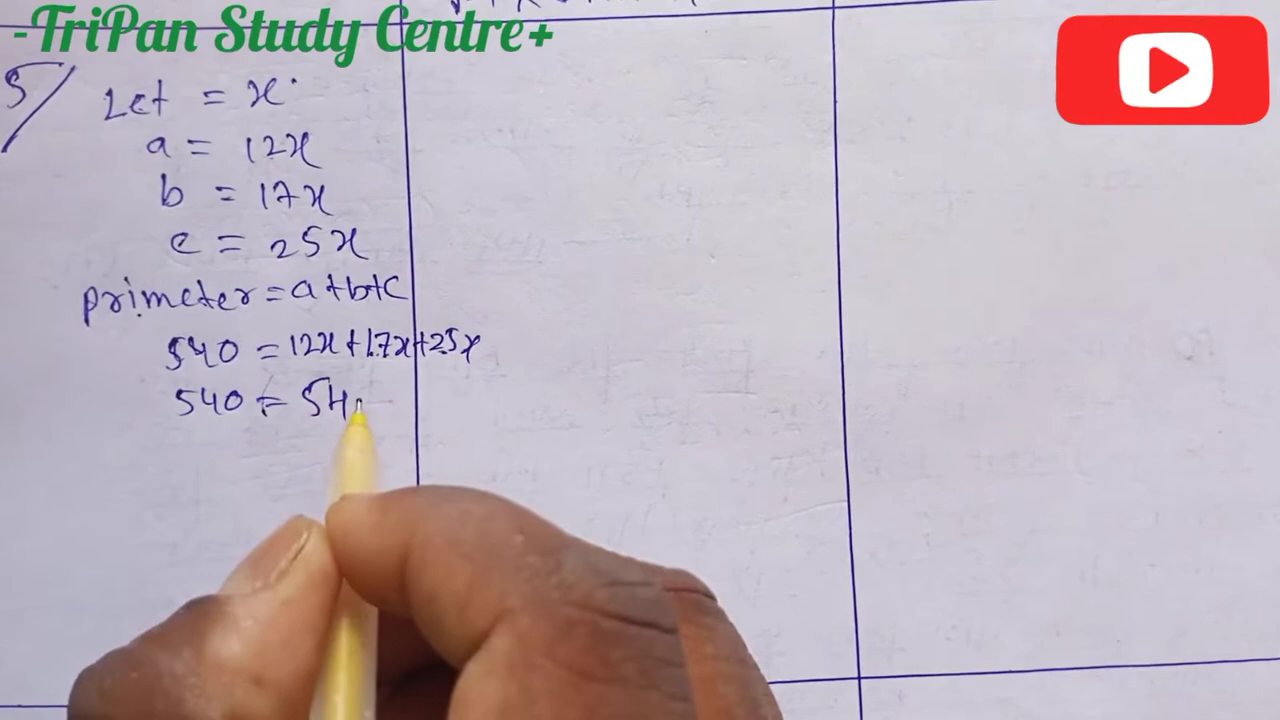 -TriPan Study Centre+
5/ Let = x
a = 12x
b = 17x
c = 25x
primeter = a+b+c
540 = 12x+17x+25x
540 = 54